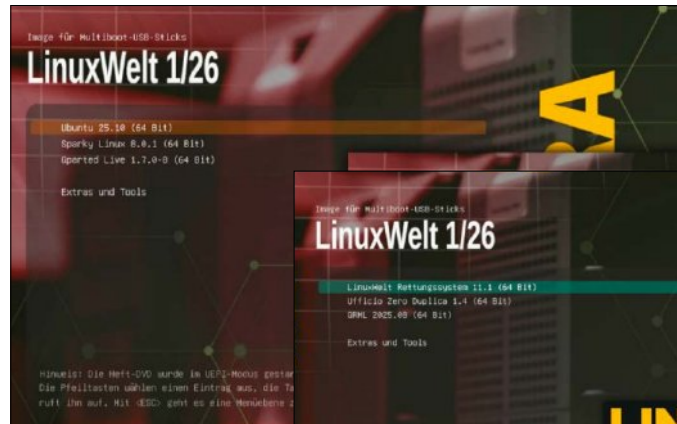 Image für Multiboot-USB-Sticks
LinuxWelt 1/26
Ubuntu 25.10 (64 Bit)
Sparky Linux 8.0.1 (64 Bit)
Gparted Live 1.7.0-8 (64 Bit)
Extras und Tools
Hinweis: Die Heft-DVD wurde im UEFI-Modus gestar
Die Pfeiltasten wählen einen Eintrag aus, die Ta
ruft ihn auf. Mit <ESC> geht es eine Menüebene z
RA
Image für Multiboot-USB-Sticks
LinuxWelt 1/26
LinuxWelt Rettungssystem 11.1 (64 Bit)
Ufficio Zero Duplica 1.4 (64 Bit)
GRML 2025.08 (64 Bit)
Extras und Tools